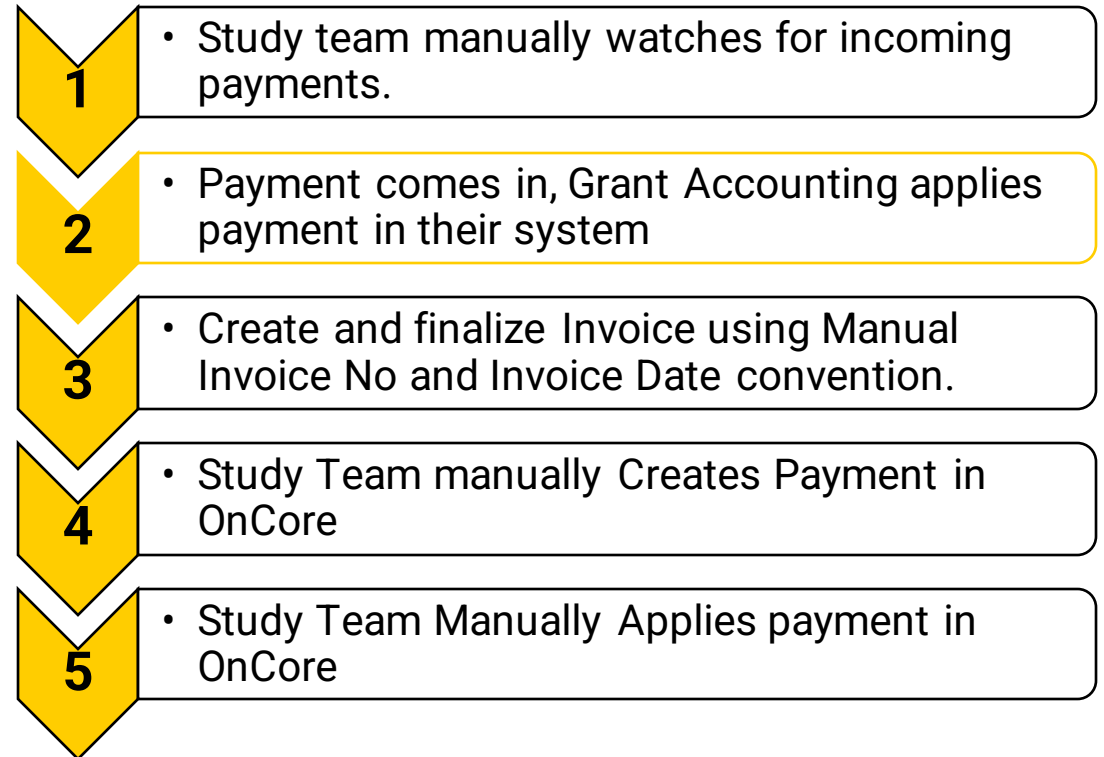 1
• Study team manually watches for incoming
payments.
2
• Payment comes in, Grant Accounting applies
payment in their system
3
• Create and finalize Invoice using Manual
Invoice No and Invoice Date convention.
4
• Study Team manually Creates Payment in
OnCore
5
• Study Team Manually Applies payment in
OnCore